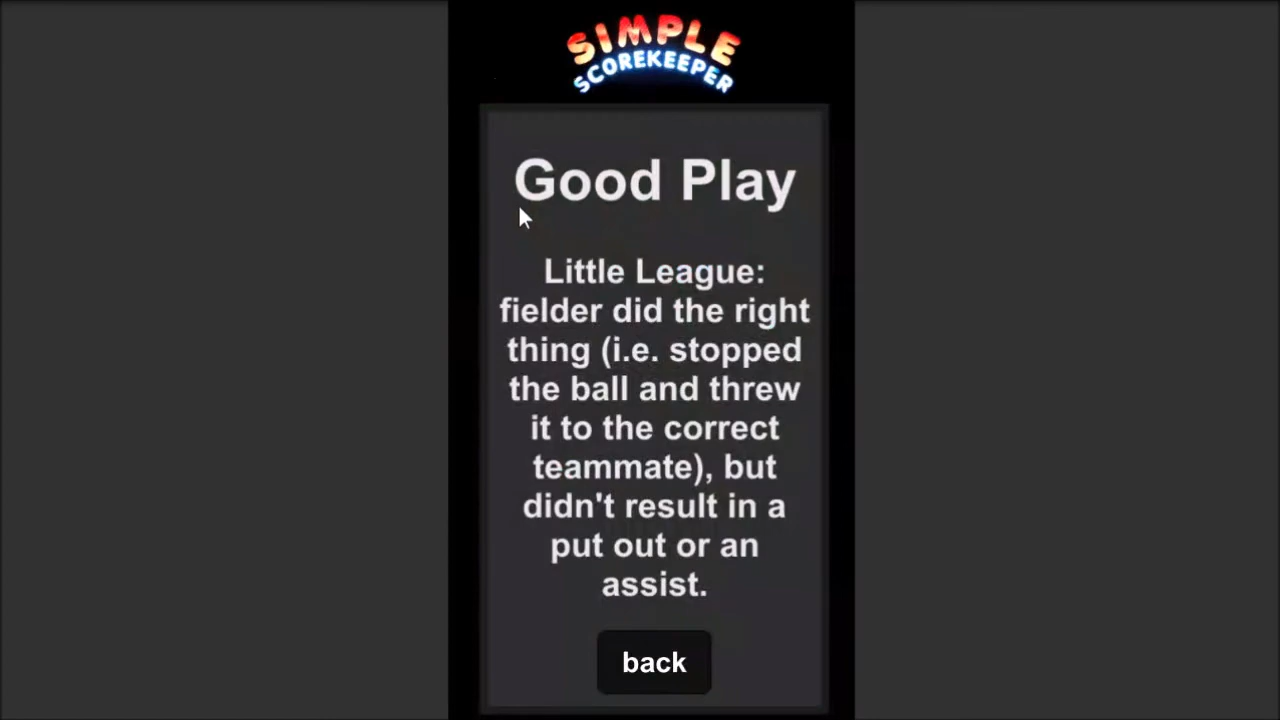 SIMPLE
SCOREKEEPER
Good Play
Little League:
fielder did the right
thing (i.e. stopped
the ball and threw
it to the correct
teammate), but
didn't result in a
put out or an
assist.
back